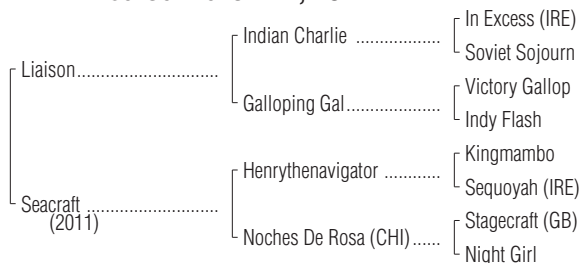 In Excess (IRE)
Indian Charlie
Soviet Sojourn
Liaison
Victory Gallop
Galloping Gal
Indy Flash
Kingmambo
Henrythenavigator
Sequoyah (IRE)
Seacraft
(2011)
Stagecraft (GB)
Noches De Rosa (CHI)
Night Girl